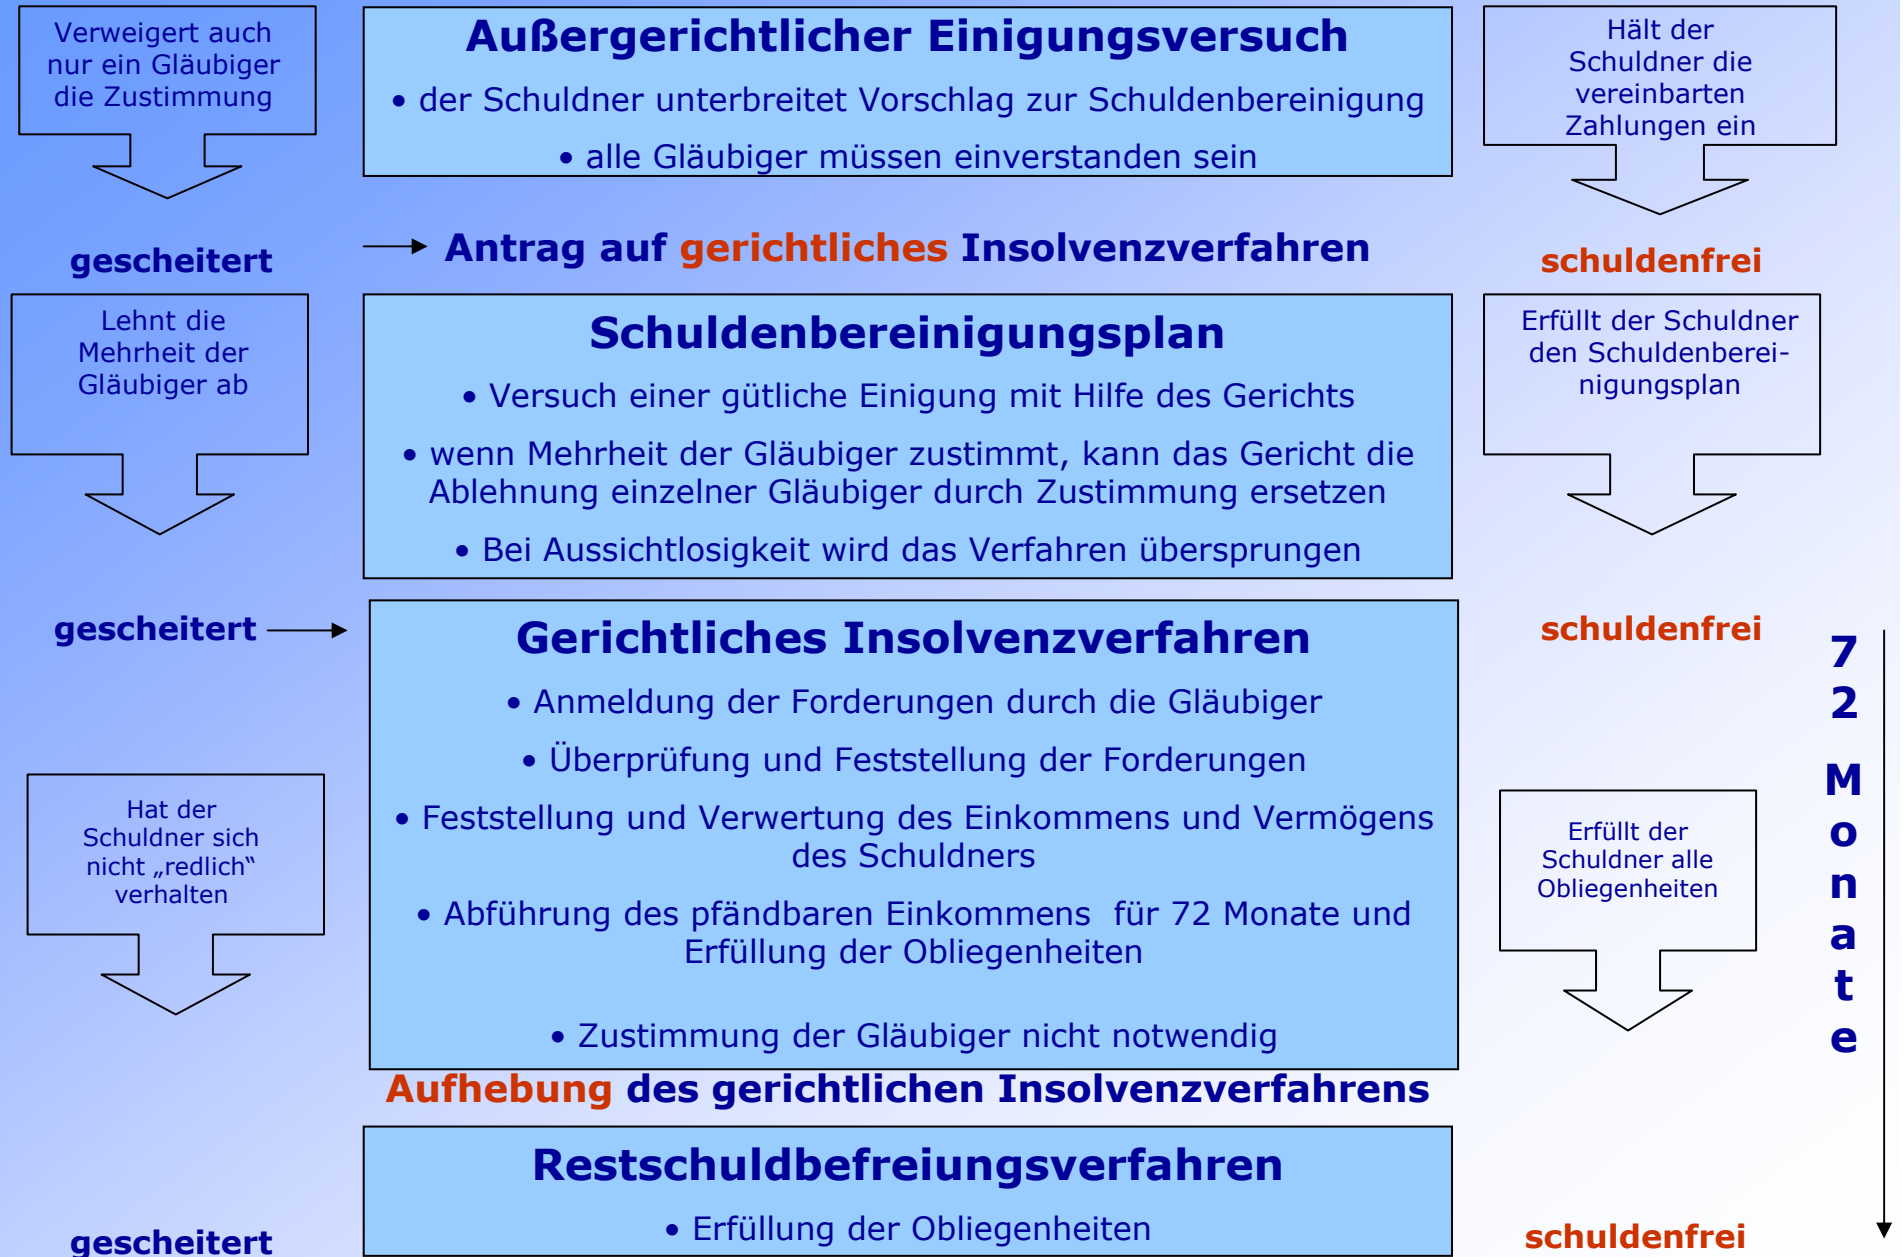 Verweigert auch
nur ein Gläubiger
die Zustimmung
Außergerichtlicher Einigungsversuch
• der Schuldner unterbreitet Vorschlag zur Schuldenbereinigung
• alle Gläubiger müssen einverstanden sein
Hält der
Schuldner die
vereinbarten
Zahlungen ein
gescheitert
Antrag auf gerichtliches Insolvenzverfahren
schuldenfrei
Lehnt die
Mehrheit der
Gläubiger ab
Schuldenbereinigungsplan
• Versuch einer gütliche Einigung mit Hilfe des Gerichts
• wenn Mehrheit der Gläubiger zustimmt, kann das Gericht die
Ablehnung einzelner Gläubiger durch Zustimmung ersetzen
• Bei Aussichtlosigkeit wird das Verfahren übersprungen
Erfüllt der Schuldner
den Schuldenberei-
nigungsplan
gescheitert
Gerichtliches Insolvenzverfahren
• Anmeldung der Forderungen durch die Gläubiger
• Überprüfung und Feststellung der Forderungen
• Feststellung und Verwertung des Einkommens und Vermögens
des Schuldners
• Abführung des pfändbaren Einkommens  für 72 Monate und
Erfüllung der Obliegenheiten
• Zustimmung der Gläubiger nicht notwendig
schuldenfrei
72 Monate
Hat der
Schuldner sich
nicht „redlich“
verhalten
Erfüllt der
Schuldner alle
Obliegenheiten
Aufhebung des gerichtlichen Insolvenzverfahrens
Restschuldbefreiungsverfahren
• Erfüllung der Obliegenheiten
gescheitert
schuldenfrei